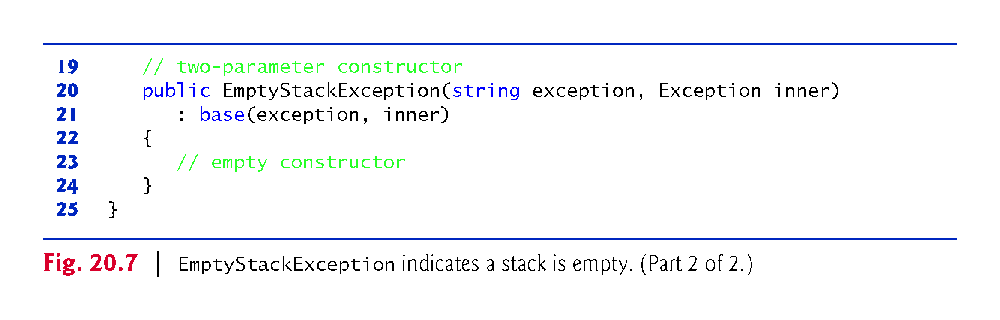 19 // two-parameter constructor
20 public EmptyStackException(string exception, Exception inner)
21 : base(exception, inner)
22 {
23 // empty constructor
24 }
25 }
Fig. 20.7 | EmptyStackException indicates a stack is empty. (Part 2 of 2.)